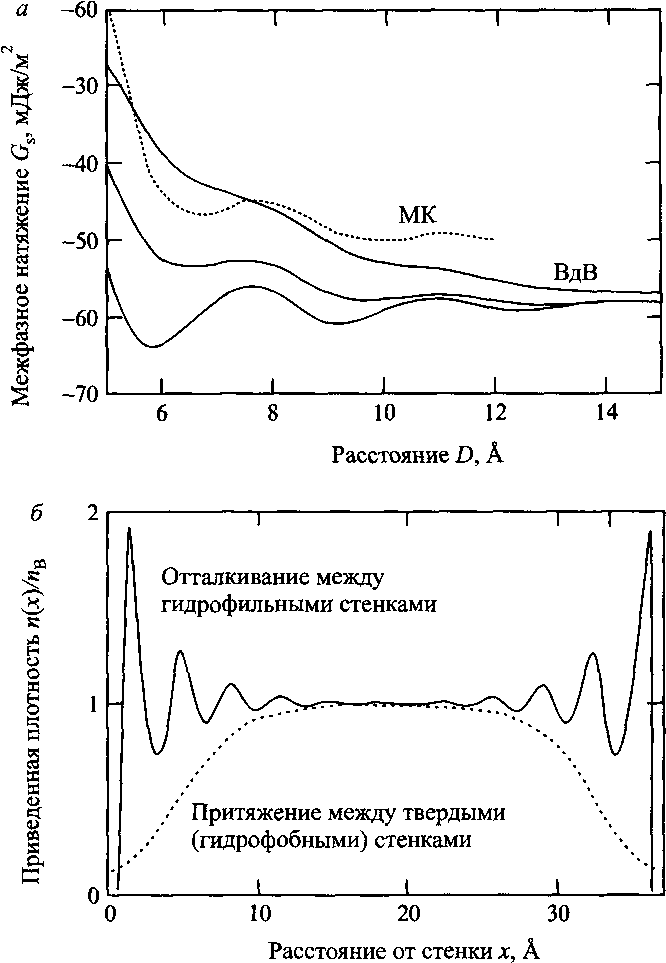 а
Межфазное натяжение Gs, мДж/м2
−60
−30
−40
−50
−60
−70
МК
ВдВ
6 8 10 12 14
Расстояние D, Å
б
Приведенная плотность n(x)/nB
2
1
0
Отталкивание между
гидрофильными стенками
Притяжение между твердыми
(гидрофобными) стенками
0 10 20 30
Расстояние от стенки x, Å